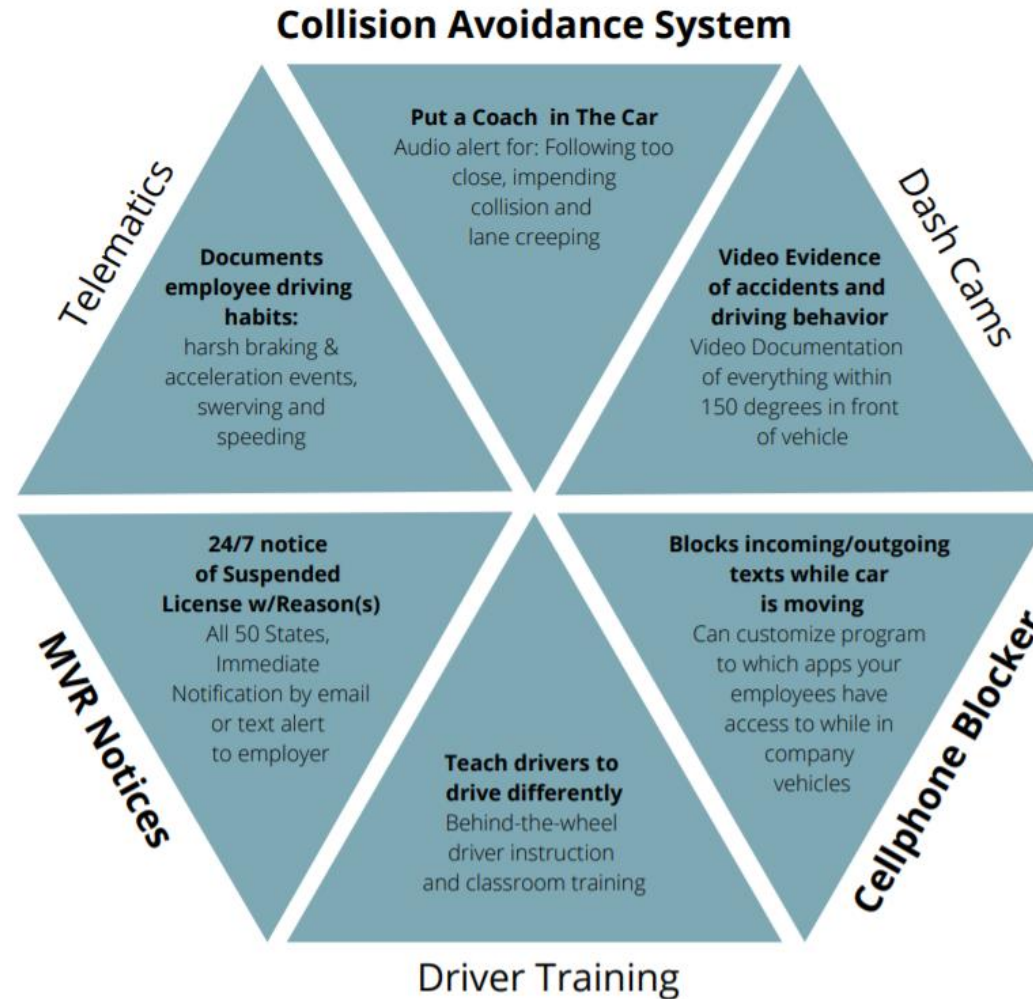 Collision Avoidance System
Put a Coach in The Car
Audio alert for: Following too
close, impending
collision and
lane creeping
Telematics
Documents
employee driving
habits:
harsh braking &
acceleration events,
swerving and
speeding
Dash Cams
Video Evidence
of accidents and
driving behavior
Video Documentation
of everything within
150 degrees in front
of vehicle
MVR Notices
24/7 notice
of Suspended
License w/Reason(s)
All 50 States,
Immediate
Notification by email
or text alert
to employer
Teach drivers to
drive differently
Behind-the-wheel
driver instruction
and classroom training
Driver Training
Blocks incoming/outgoing
texts while car
is moving
Can customize program
to which apps your
employees have
access to while in
company
vehicles
Cellphone Blocker